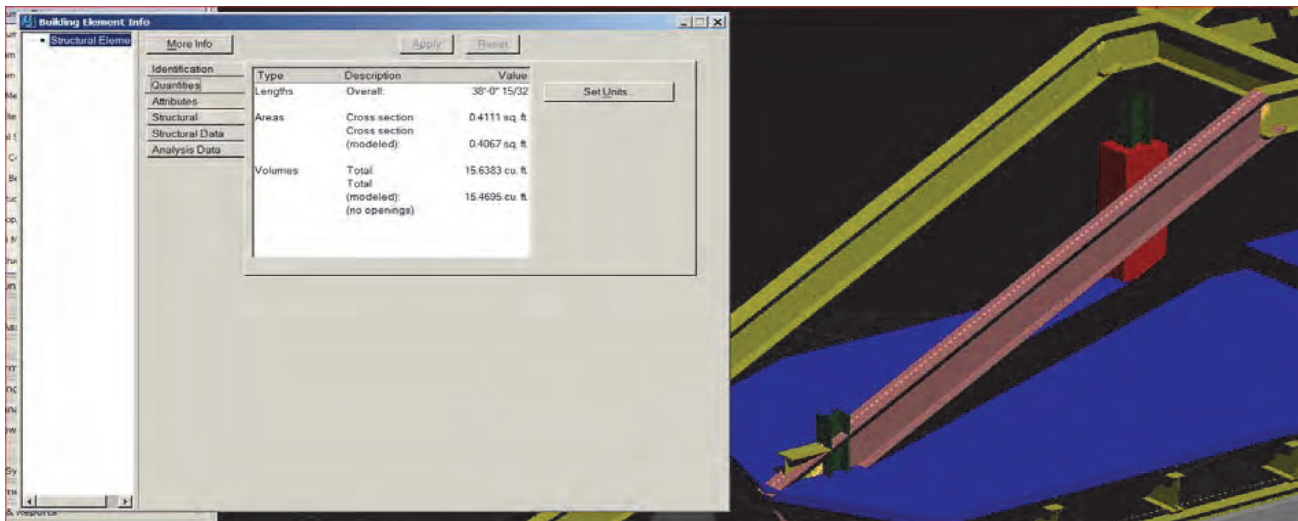 Building Element Info
Structural Eleme
More Info
Apply
Reset
Identification
Quantities
Attributes
Structural
Structural Data
Analysis Data
Type Description Value
Lengths Overall: 38'-0" 15/32
Areas Cross section: 0.4111 sq. ft.
Cross section
(modeled): 0.4067 sq. ft.
Volumes Total: 15.6383 cu. ft.
Total
(modeled): 15.4695 cu. ft.
(no openings)
Set Units...
& Reports